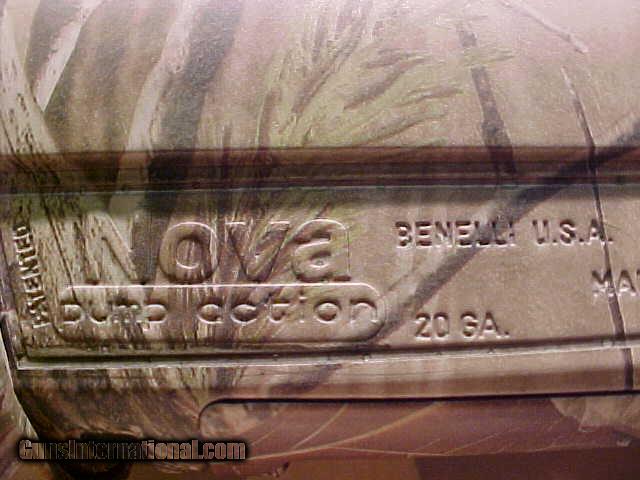 PATENTED
Nova
pump action
BENELLI U.S.A.
20 GA.
GunsInternational.com